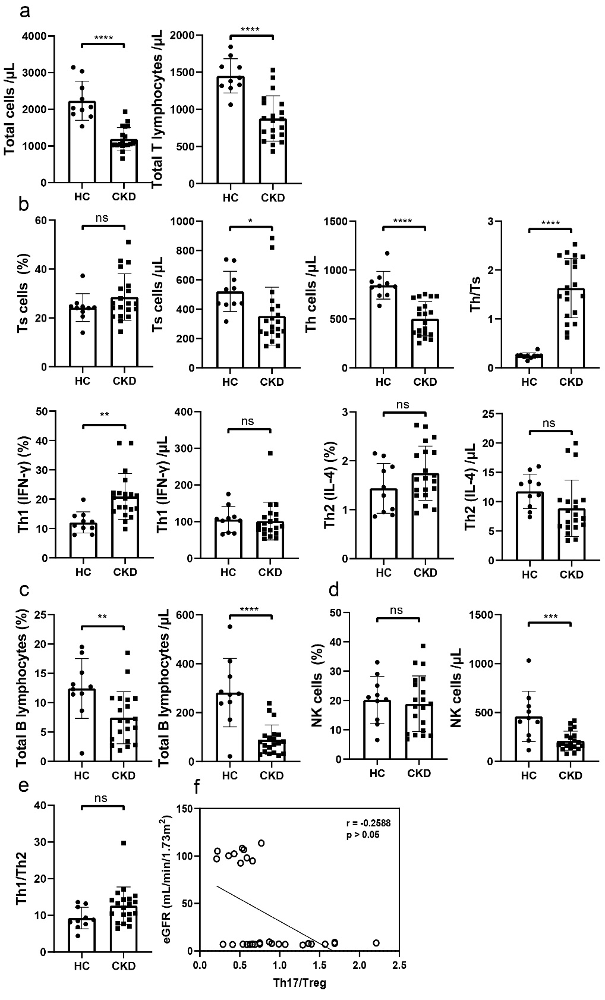 a
Total cells /μL
4000
3000
2000
1000
0
****
HC CKD
Total T lymphocytes /μL
2000
1500
1000
500
0
****
HC CKD
b
Ts cells (%)
60
40
20
0
ns
HC CKD
Ts cells /μL
1000
800
600
400
200
0
*
HC CKD
Th cells /μL
1500
1000
500
0
****
HC CKD
Th/Ts
3
2
1
0
****
HC CKD
Th1 (IFN-γ) (%)
50
40
30
20
10
0
**
HC CKD
Th1 (IFN-γ) /μL
400
300
200
100
0
ns
HC CKD
Th2 (IL-4) (%)
3
2
1
0
ns
HC CKD
Th2 (IL-4) /μL
25
20
15
10
5
0
ns
HC CKD
c
Total B lymphocytes (%)
25
20
15
10
5
0
**
HC CKD
Total B lymphocytes /μL
600
400
200
0
****
HC CKD
d
NK cells (%)
50
40
30
20
10
0
ns
HC CKD
NK cells /μL
1500
1000
500
0
***
HC CKD
e
Th1/Th2
40
30
20
10
0
ns
HC CKD
f
eGFR (mL/min/1.73m²)
150
100
50
0
r = -0.2588
p > 0.05
0.0 0.5 1.0 1.5 2.0 2.5
Th17/Treg